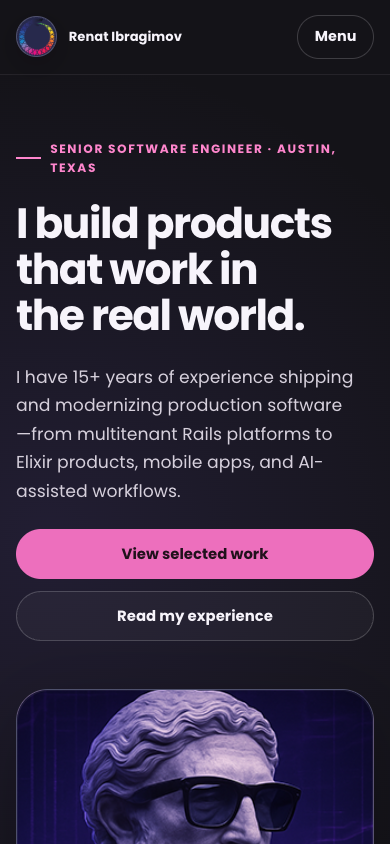 Renat Ibragimov
Menu
SENIOR SOFTWARE ENGINEER · AUSTIN,
TEXAS
I build products
that work in
the real world.
I have 15+ years of experience shipping
and modernizing production software
—from multitenant Rails platforms to
Elixir products, mobile apps, and AI-
assisted workflows.
View selected work
Read my experience